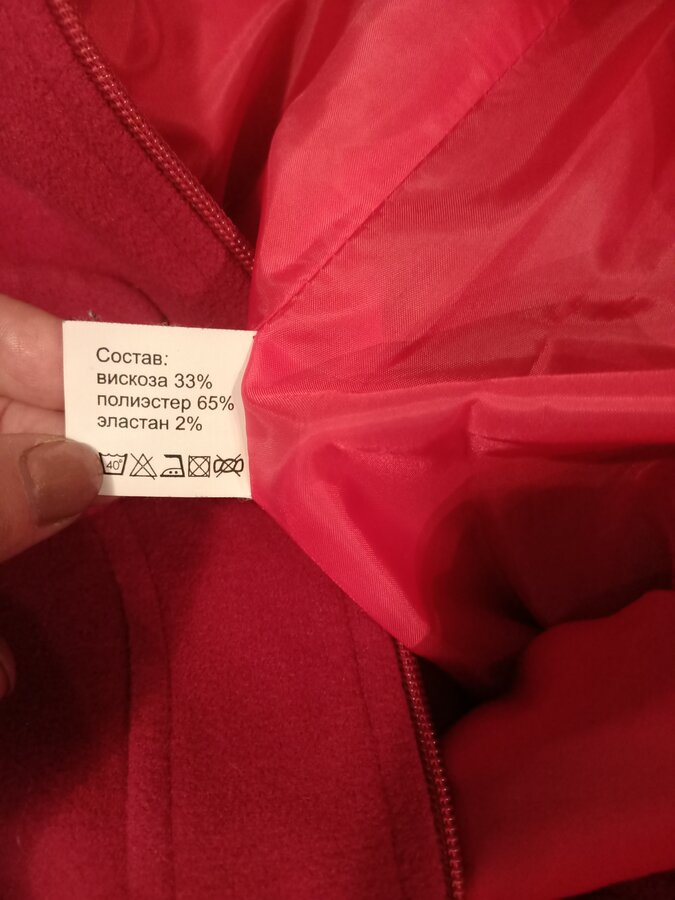 Состав:
вискоза 33%
полиэстер 65%
эластан 2%
40°